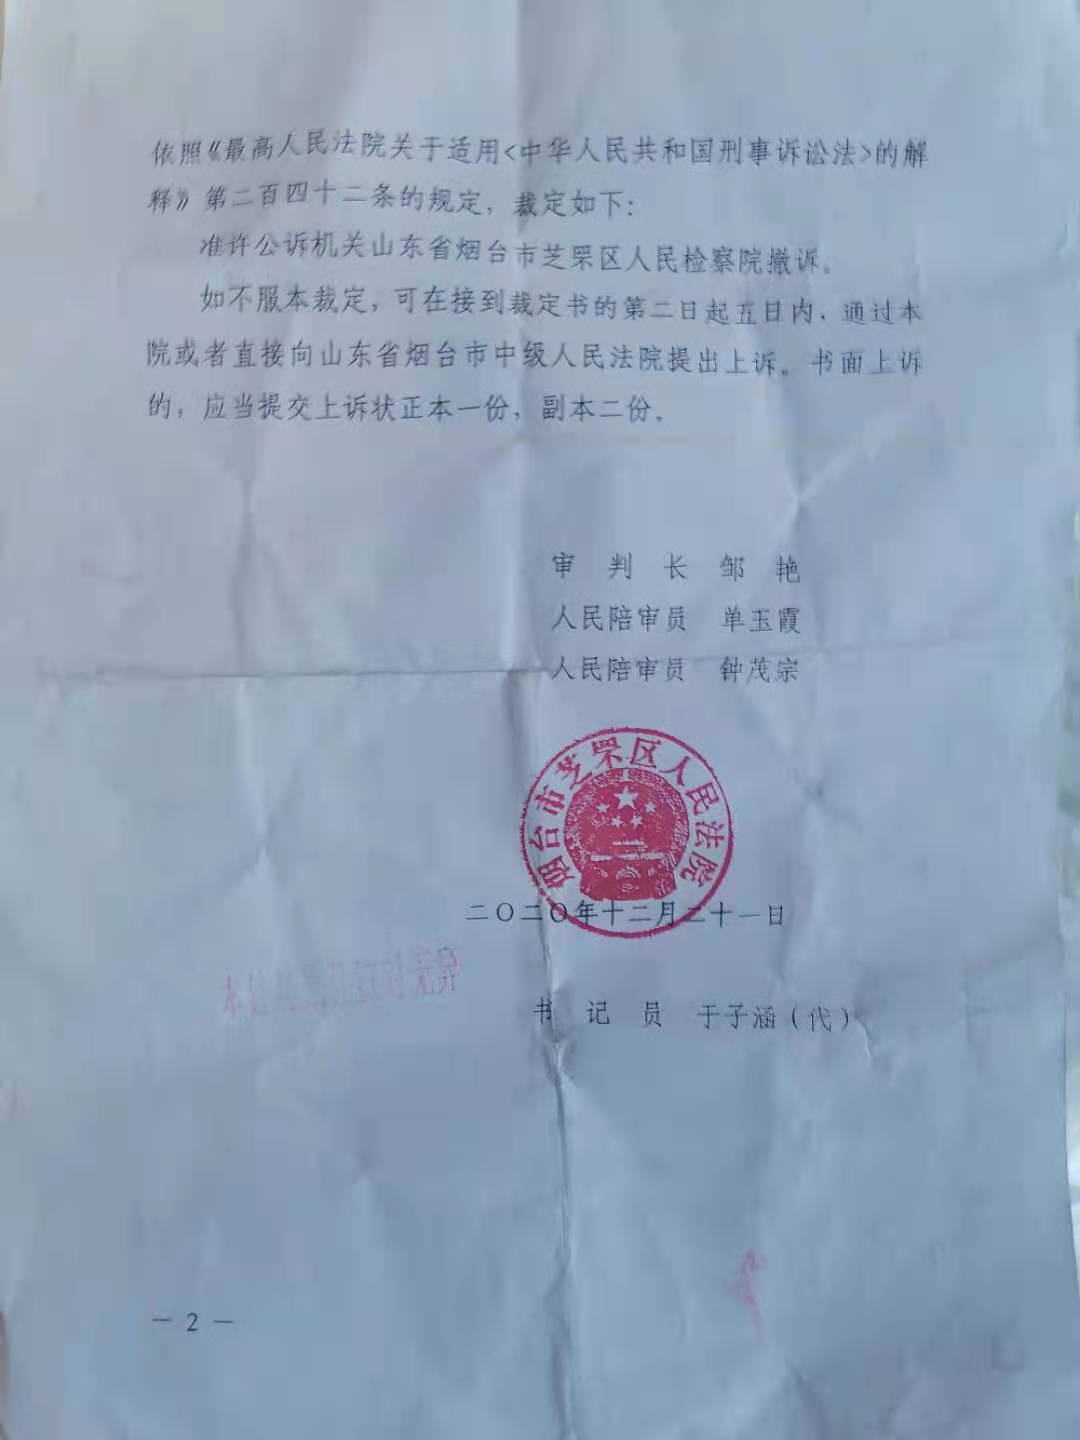 依照《最高人民法院关于适用<中华人民共和国刑事诉讼法>的解
释》第二百四十二条的规定，裁定如下：
准许公诉机关山东省烟台市芝罘区人民检察院撤诉。
如不服本裁定，可在接到裁定书的第二日起五日内，通过本
院或者直接向山东省烟台市中级人民法院提出上诉。书面上诉
的，应当提交上诉状正本一份，副本二份。
审 判 长 邹 艳
人民陪审员 单玉霞
人民陪审员 钟茂宗
烟台市芝罘区人民法院
二〇二〇年十二月二十一日
本件与原本核对无异
书 记 员 于子涵（代）
— 2 —